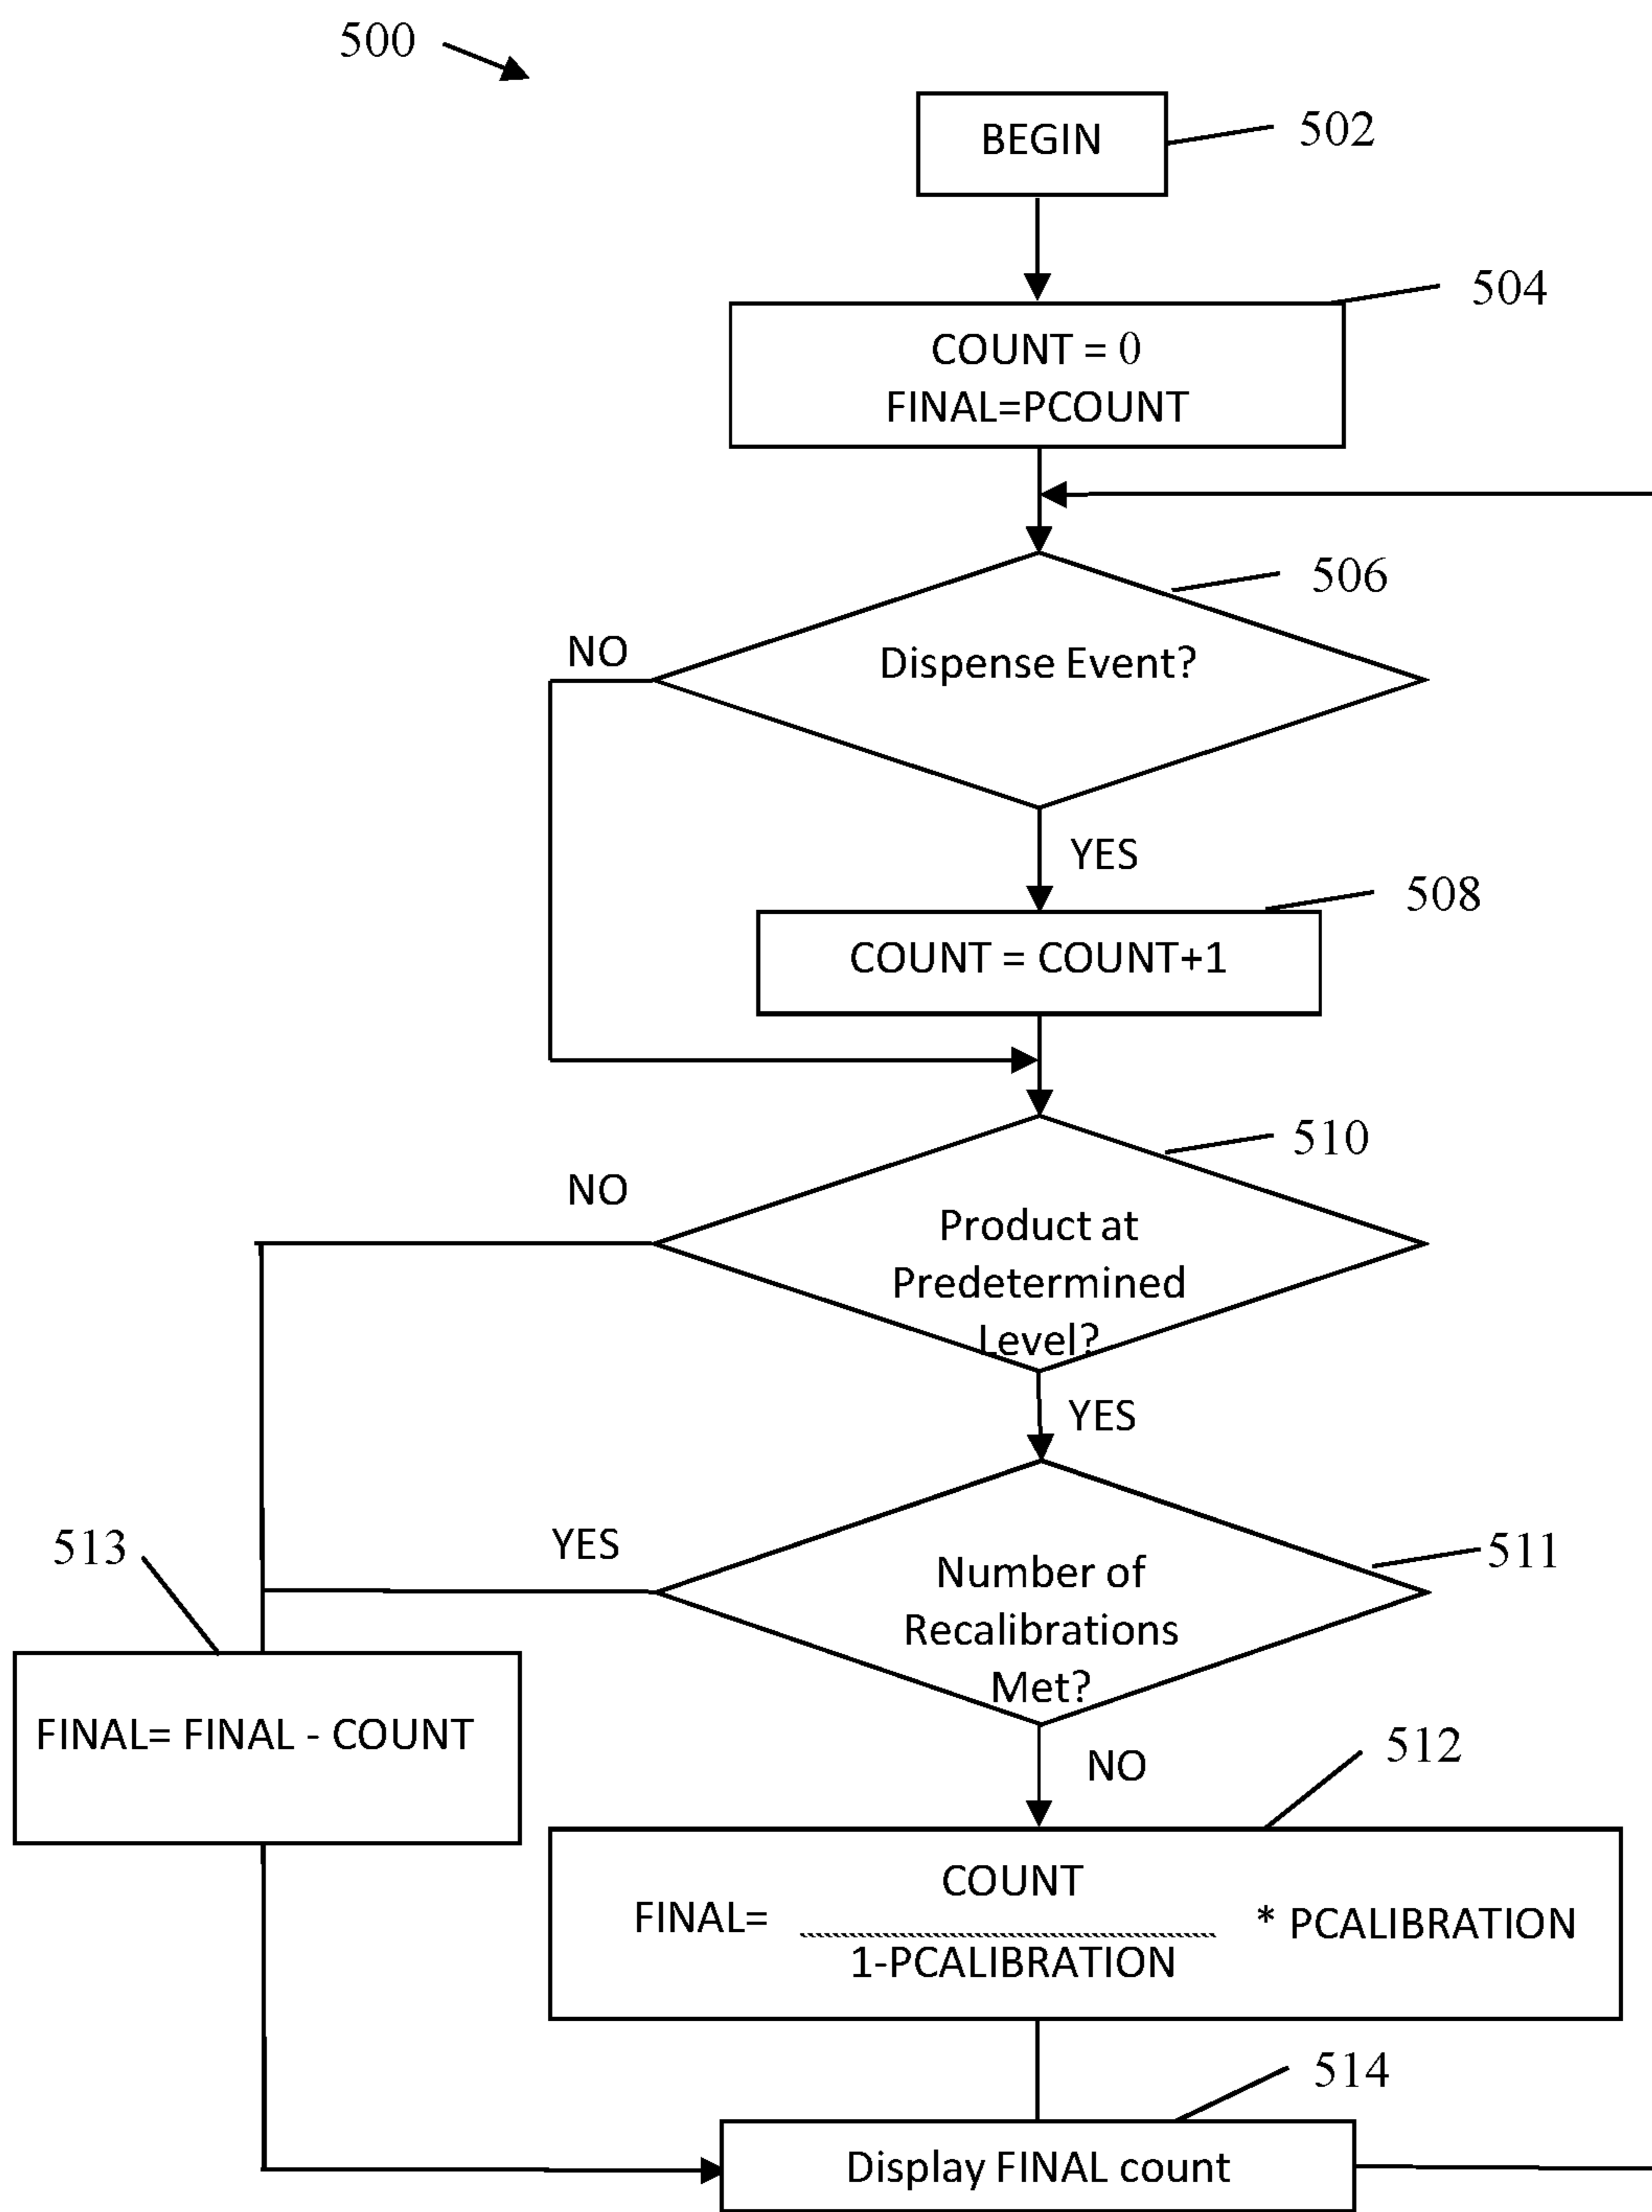 500
BEGIN
502
504
COUNT = 0
FINAL=PCOUNT
506
NO
Dispense Event?
YES
508
COUNT = COUNT+1
510
NO
Product at
Predetermined
Level?
YES
513
YES
511
Number of
Recalibrations
Met?
FINAL= FINAL - COUNT
NO
512
COUNT
FINAL=
* PCALIBRATION
1-PCALIBRATION
514
Display FINAL count